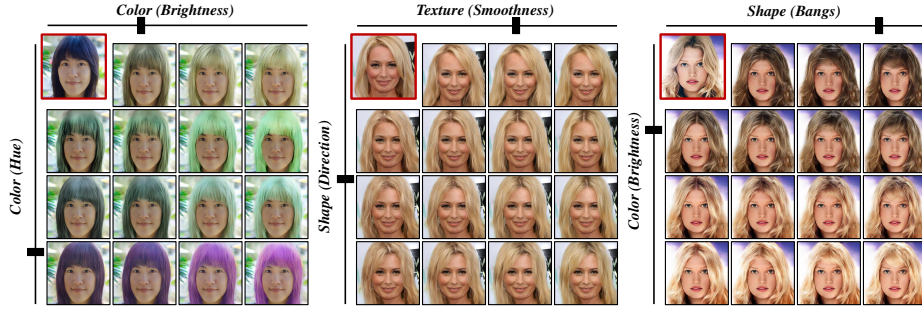 Color (Brightness)
Texture (Smoothness)
Shape (Bangs)
Color (Hue)
Shape (Direction)
Color (Brightness)